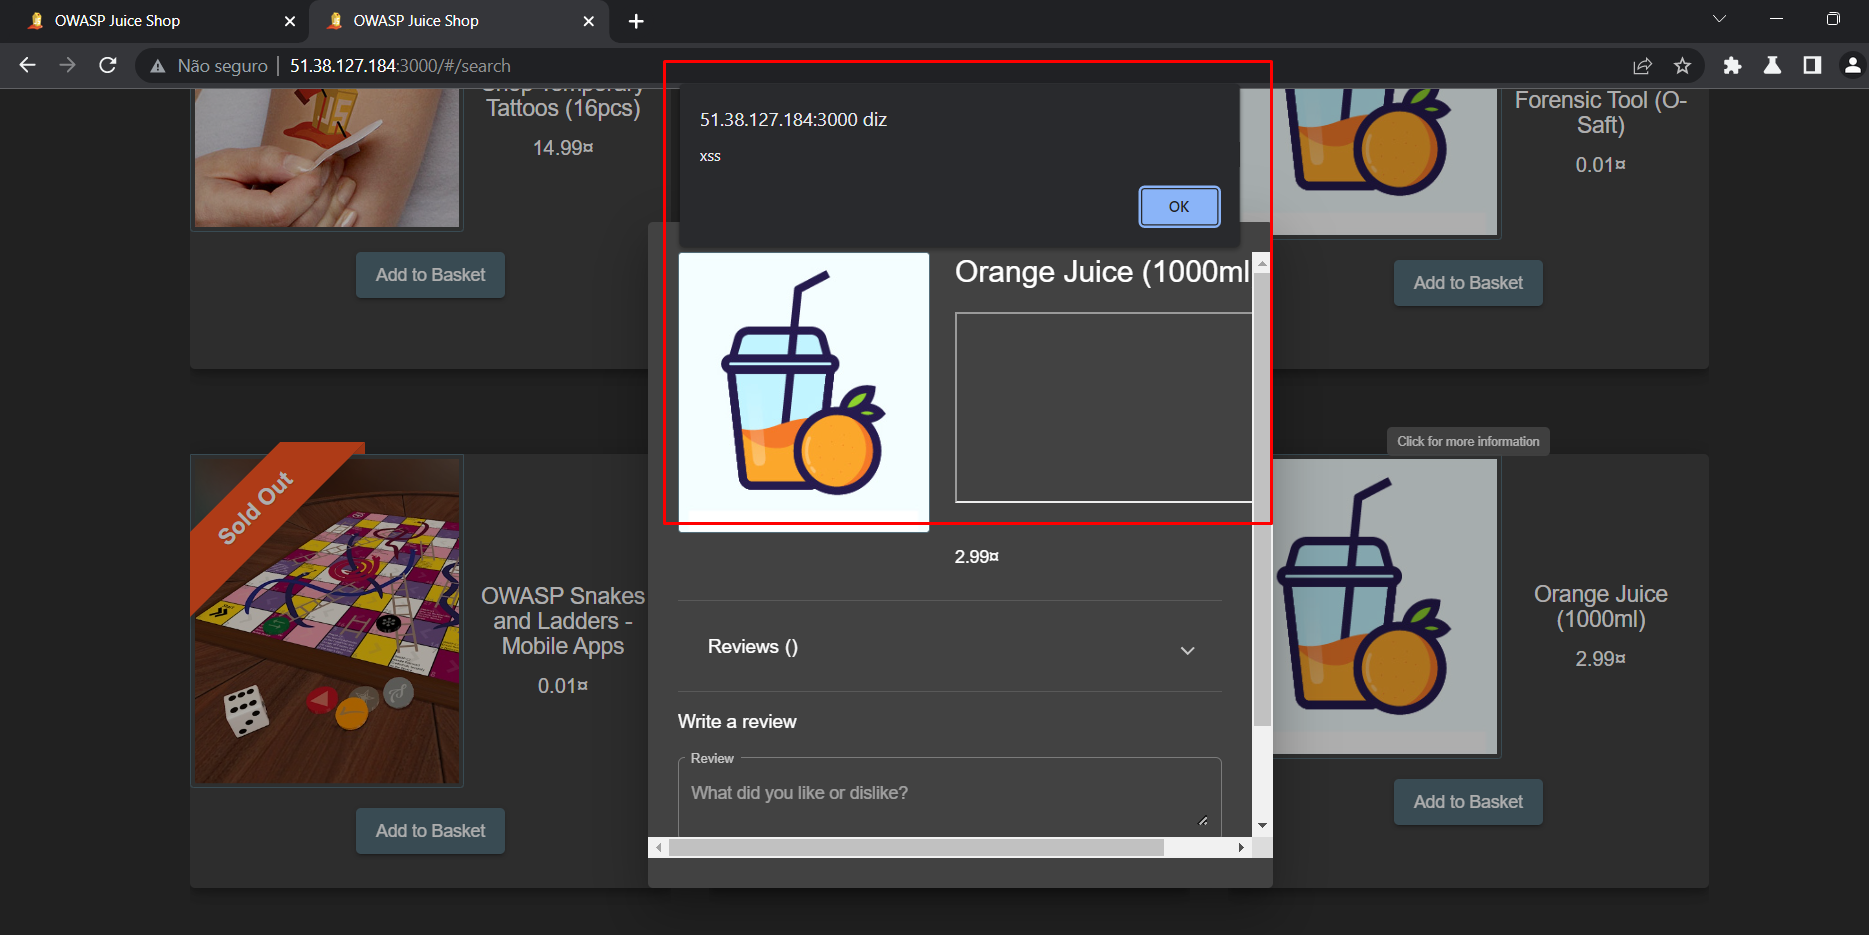 OWASP Juice Shop
OWASP Juice Shop
Não seguro
51.38.127.184:3000/#/search
Shop Temporary
Tattoos (16pcs)
14.99¤
Add to Basket
51.38.127.184:3000 diz
xss
OK
Forensic Tool (O-
Saft)
0.01¤
Add to Basket
Orange Juice (1000ml
2.99¤
Reviews ()
Write a review
Review
What did you like or dislike?
Sold Out
OWASP Snakes
and Ladders -
Mobile Apps
0.01¤
Add to Basket
Click for more information
Orange Juice
(1000ml)
2.99¤
Add to Basket